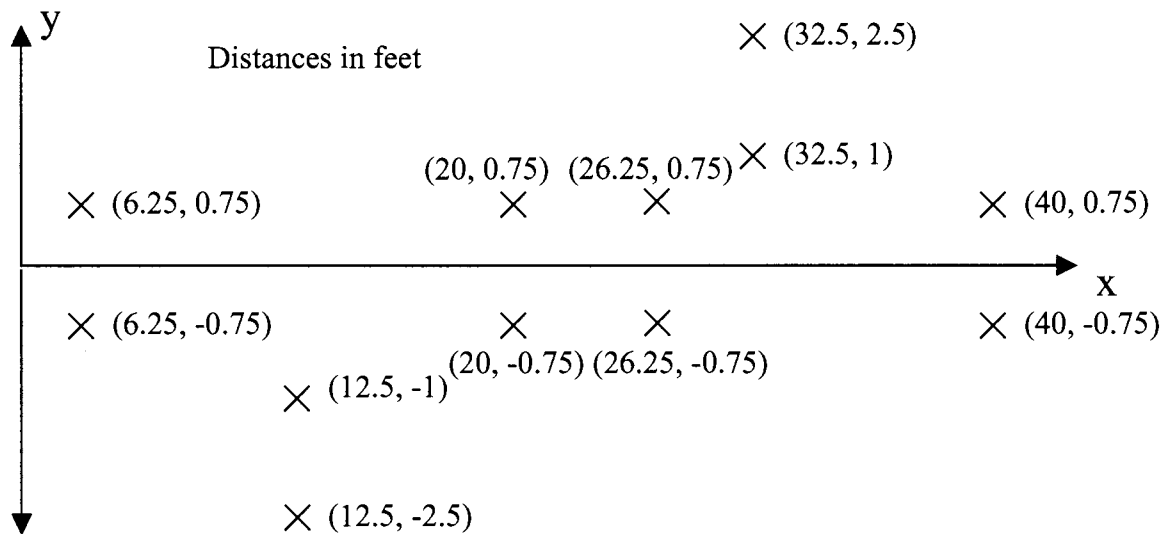 y
(32.5, 2.5)
Distances in feet
(32.5, 1)
(20, 0.75) (26.25, 0.75)
(6.25, 0.75)
(40, 0.75)
x
(6.25, -0.75)
(40, -0.75)
(20, -0.75) (26.25, -0.75)
(12.5, -1)
(12.5, -2.5)